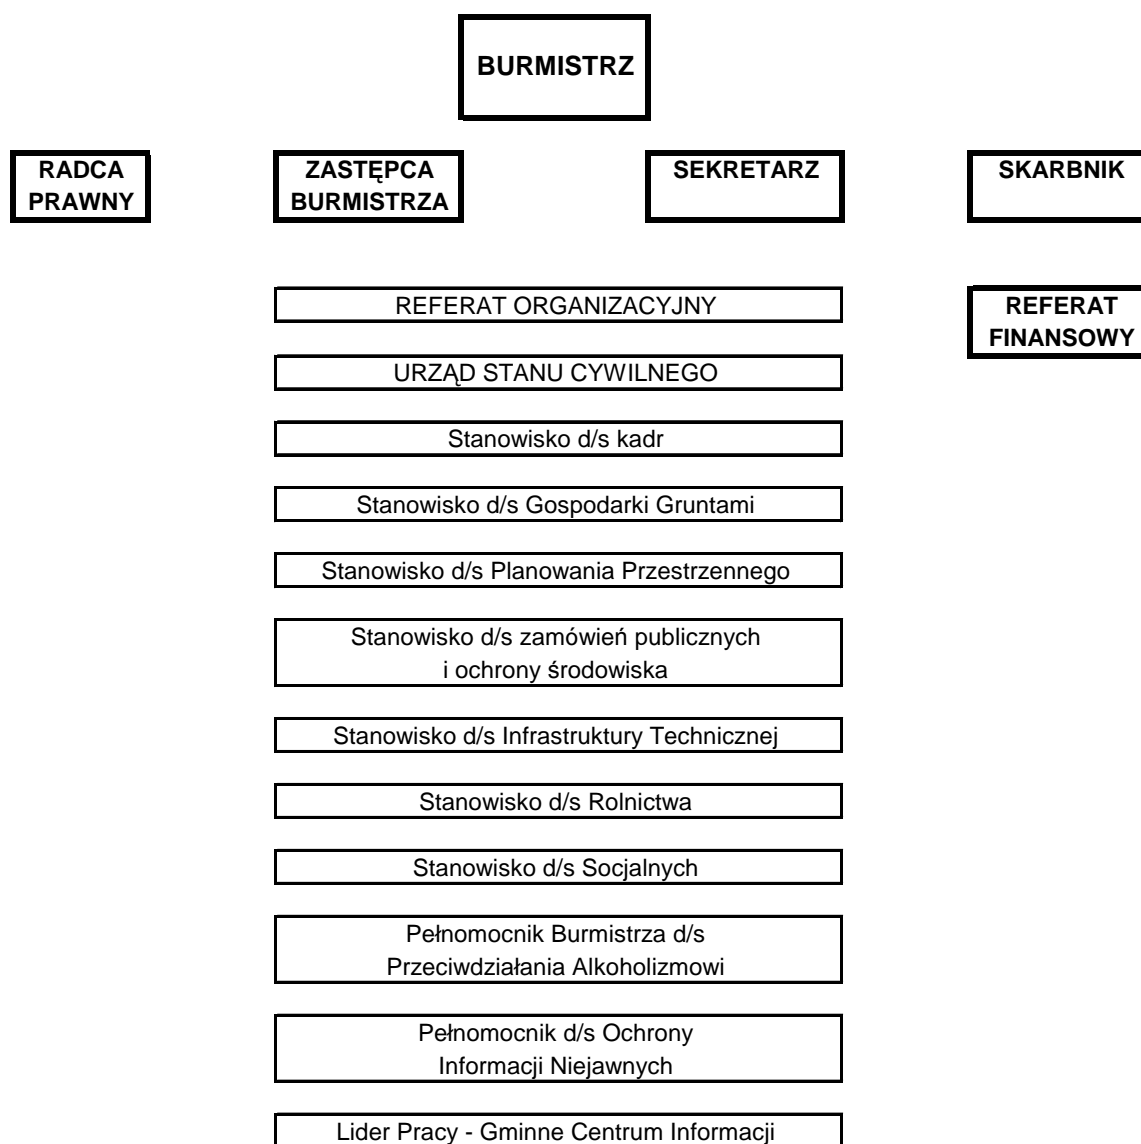 BURMISTRZ
RADCA
PRAWNY
ZASTĘPCA
BURMISTRZA
SEKRETARZ
SKARBNIK
REFERAT ORGANIZACYJNY
REFERAT
FINANSOWY
URZĄD STANU CYWILNEGO
Stanowisko d/s kadr
Stanowisko d/s Gospodarki Gruntami
Stanowisko d/s Planowania Przestrzennego
Stanowisko d/s zamówień publicznych
i ochrony środowiska
Stanowisko d/s Infrastruktury Technicznej
Stanowisko d/s Rolnictwa
Stanowisko d/s Socjalnych
Pełnomocnik Burmistrza d/s
Przeciwdziałania Alkoholizmowi
Pełnomocnik d/s Ochrony
Informacji Niejawnych
Lider Pracy - Gminne Centrum Informacji